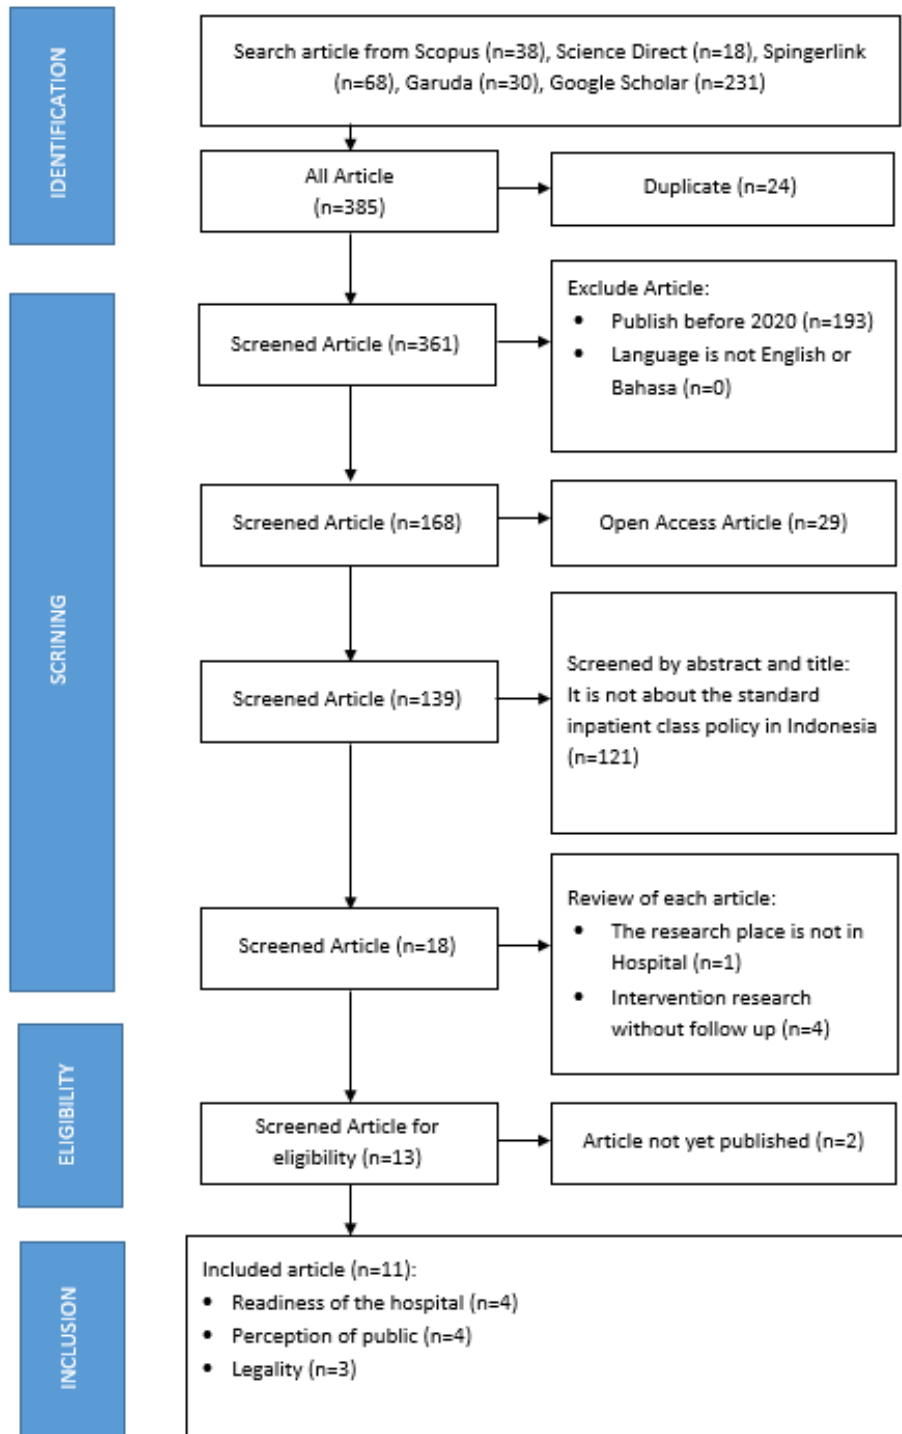 IDENTIFICATION
Search article from Scopus (n=38), Science Direct (n=18), Spingerlink
(n=68), Garuda (n=30), Google Scholar (n=231)
All Article
(n=385)
Duplicate (n=24)
SCRINING
Screened Article (n=361)
Exclude Article:
• Publish before 2020 (n=193)
• Language is not English or
Bahasa (n=0)
Screened Article (n=168)
Open Access Article (n=29)
Screened Article (n=139)
Screened by abstract and title:
It is not about the standard
inpatient class policy in Indonesia
(n=121)
Screened Article (n=18)
Review of each article:
• The research place is not in
Hospital (n=1)
• Intervention research
without follow up (n=4)
ELIGIBILITY
Screened Article for
eligibility (n=13)
Article not yet published (n=2)
INCLUSION
Included article (n=11):
• Readiness of the hospital (n=4)
• Perception of public (n=4)
• Legality (n=3)